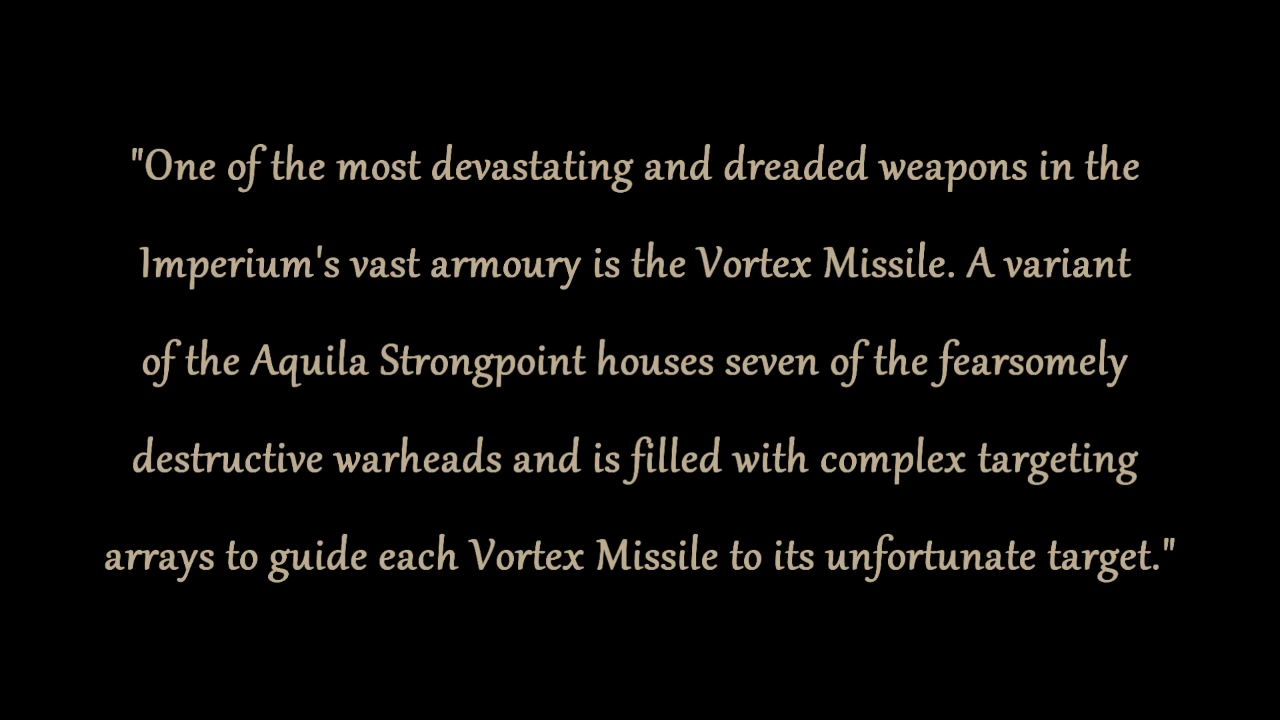 "One of the most devastating and dreaded weapons in the
Imperium's vast armoury is the Vortex Missile. A variant
of the Aquila Strongpoint houses seven of the fearsomely
destructive warheads and is filled with complex targeting
arrays to guide each Vortex Missile to its unfortunate target."